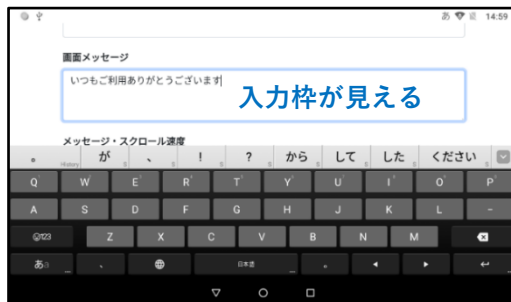 あ 14:59
画面メッセージ
いつもご利用ありがとうございます
入力枠が見える
メッセージ・スクロール速度
。 History が 、 ! ? から して した ください
Q W E R T Y U I O P
A S D F G H J K L -
123 Z X C V B N M
あa 、 日本語 。